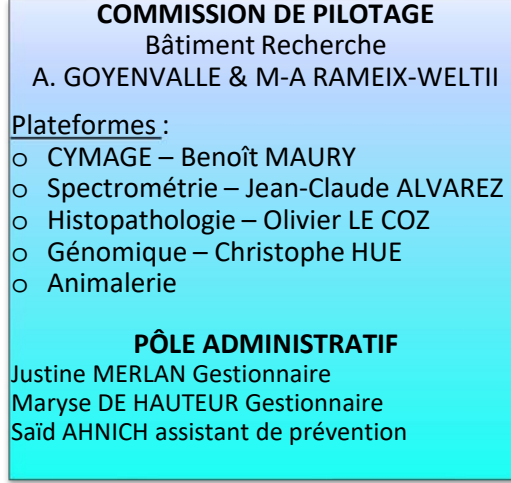 COMMISSION DE PILOTAGE
Bâtiment Recherche
A. GOYENVALLE & M-A RAMEIX-WELTII
Plateformes :
o CYMAGE – Benoît MAURY
o Spectrométrie – Jean-Claude ALVAREZ
o Histopathologie – Olivier LE COZ
o Génomique – Christophe HUE
o Animalerie
PÔLE ADMINISTRATIF
Justine MERLAN Gestionnaire
Maryse DE HAUTEUR Gestionnaire
Saïd AHNICH assistant de prévention